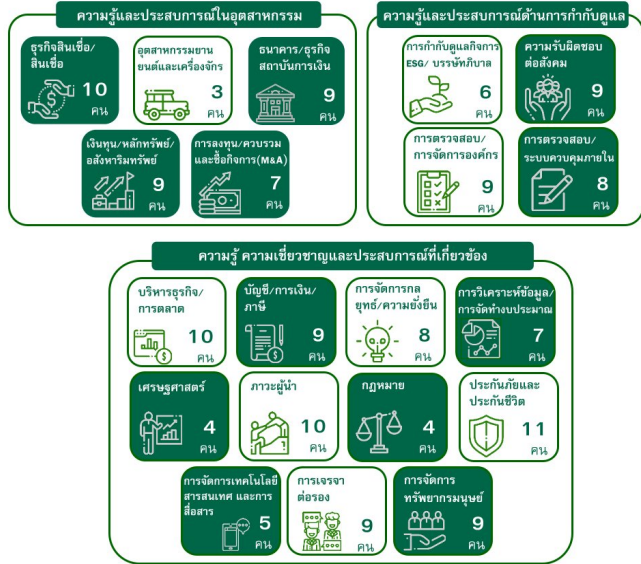 ความรู้และประสบการณ์ในอุตสาหกรรม
ธุรกิจสินเชื่อ/
สินเชื่อ
10
คน
อุตสาหกรรมยาน
ยนต์และเครื่องจักร
3
คน
ธนาคาร/ธุรกิจ
สถาบันการเงิน
9
คน
เงินทุน/หลักทรัพย์/
อสังหาริมทรัพย์
9
คน
การลงทุน/ควบรวม
และซื้อกิจการ(M&A)
7
คน
ความรู้และประสบการณ์ด้านการกำกับดูแล
การกำกับดูแลกิจการ
ESG/ บรรษัทภิบาล
6
คน
ความรับผิดชอบ
ต่อสังคม
9
คน
การตรวจสอบ/
การจัดการองค์กร
9
คน
การตรวจสอบ/
ระบบควบคุมภายใน
8
คน
ความรู้ ความเชี่ยวชาญและประสบการณ์ที่เกี่ยวข้อง
บริหารธุรกิจ/
การตลาด
10
คน
บัญชี/การเงิน/
ภาษี
9
คน
การจัดการกล
ยุทธ์/ความยั่งยืน
8
คน
การวิเคราะห์ข้อมูล/
การจัดทำงบประมาณ
7
คน
เศรษฐศาสตร์
4
คน
ภาวะผู้นำ
10
คน
กฎหมาย
4
คน
ประกันภัยและ
ประกันชีวิต
11
คน
การจัดการเทคโนโลยี
สารสนเทศ และการ
สื่อสาร
5
คน
การเจรจา
ต่อรอง
9
คน
การจัดการ
ทรัพยากรมนุษย์
9
คน